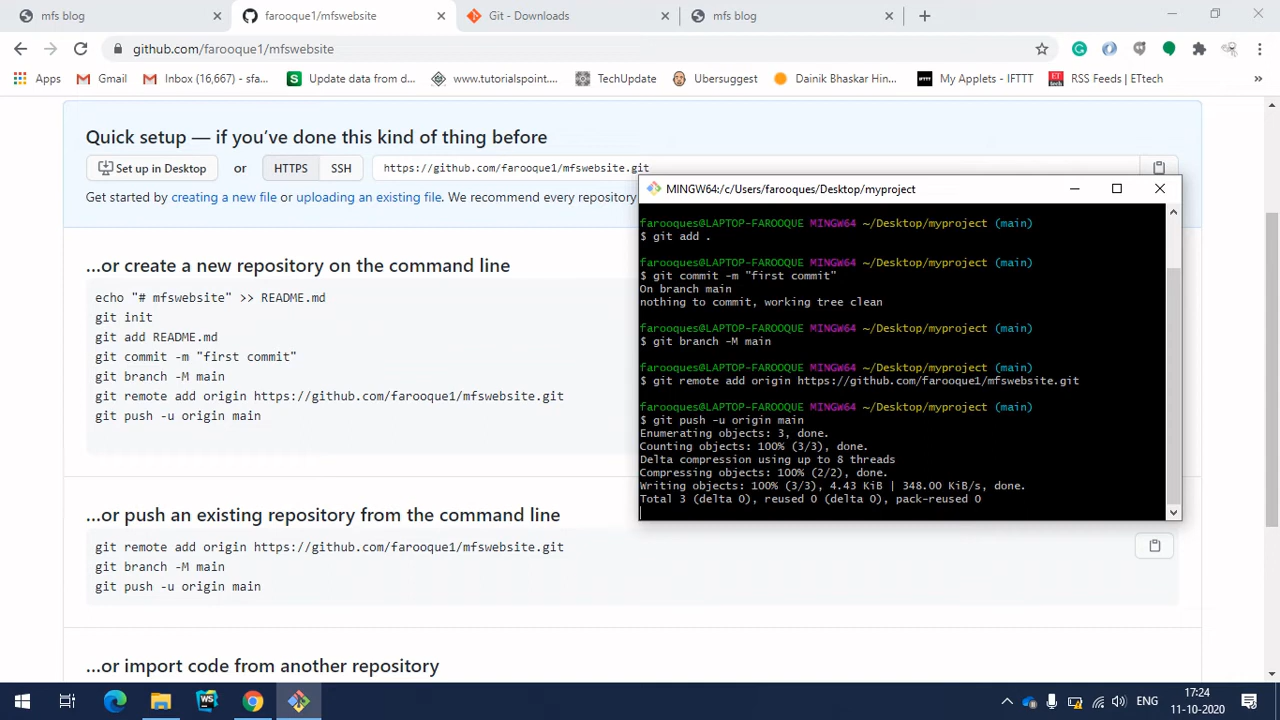 mfs blog
farooque1/mfswebsite
Git - Downloads
mfs blog
github.com/farooque1/mfswebsite
Apps
Gmail
Inbox (16,667) - sfa...
Update data from d...
www.tutorialspoint...
TechUpdate
Ubersuggest
Dainik Bhaskar Hin...
My Applets - IFTTT
RSS Feeds | ETtech
»
Quick setup — if you've done this kind of thing before
Set up in Desktop or HTTPS SSH https://github.com/farooque1/mfswebsite.git
Get started by creating a new file or uploading an existing file. We recommend every repository
...or create a new repository on the command line
echo "# mfswebsite" >> README.md
git init
git add README.md
git commit -m "first commit"
git branch -M main
git remote add origin https://github.com/farooque1/mfswebsite.git
git push -u origin main
...or push an existing repository from the command line
git remote add origin https://github.com/farooque1/mfswebsite.git
git branch -M main
git push -u origin main
...or import code from another repository
MINGW64:/c/Users/farooques/Desktop/myproject
farooques@LAPTOP-FAROOQUE MINGW64 ~/Desktop/myproject (main)
$ git add .
farooques@LAPTOP-FAROOQUE MINGW64 ~/Desktop/myproject (main)
$ git commit -m "first commit"
On branch main
nothing to commit, working tree clean
farooques@LAPTOP-FAROOQUE MINGW64 ~/Desktop/myproject (main)
$ git branch -M main
farooques@LAPTOP-FAROOQUE MINGW64 ~/Desktop/myproject (main)
$ git remote add origin https://github.com/farooque1/mfswebsite.git
farooques@LAPTOP-FAROOQUE MINGW64 ~/Desktop/myproject (main)
$ git push -u origin main
Enumerating objects: 3, done.
Counting objects: 100% (3/3), done.
Delta compression using up to 8 threads
Compressing objects: 100% (2/2), done.
Writing objects: 100% (3/3), 4.43 KiB | 348.00 KiB/s, done.
Total 3 (delta 0), reused 0 (delta 0), pack-reused 0
ENG
17:24
11-10-2020